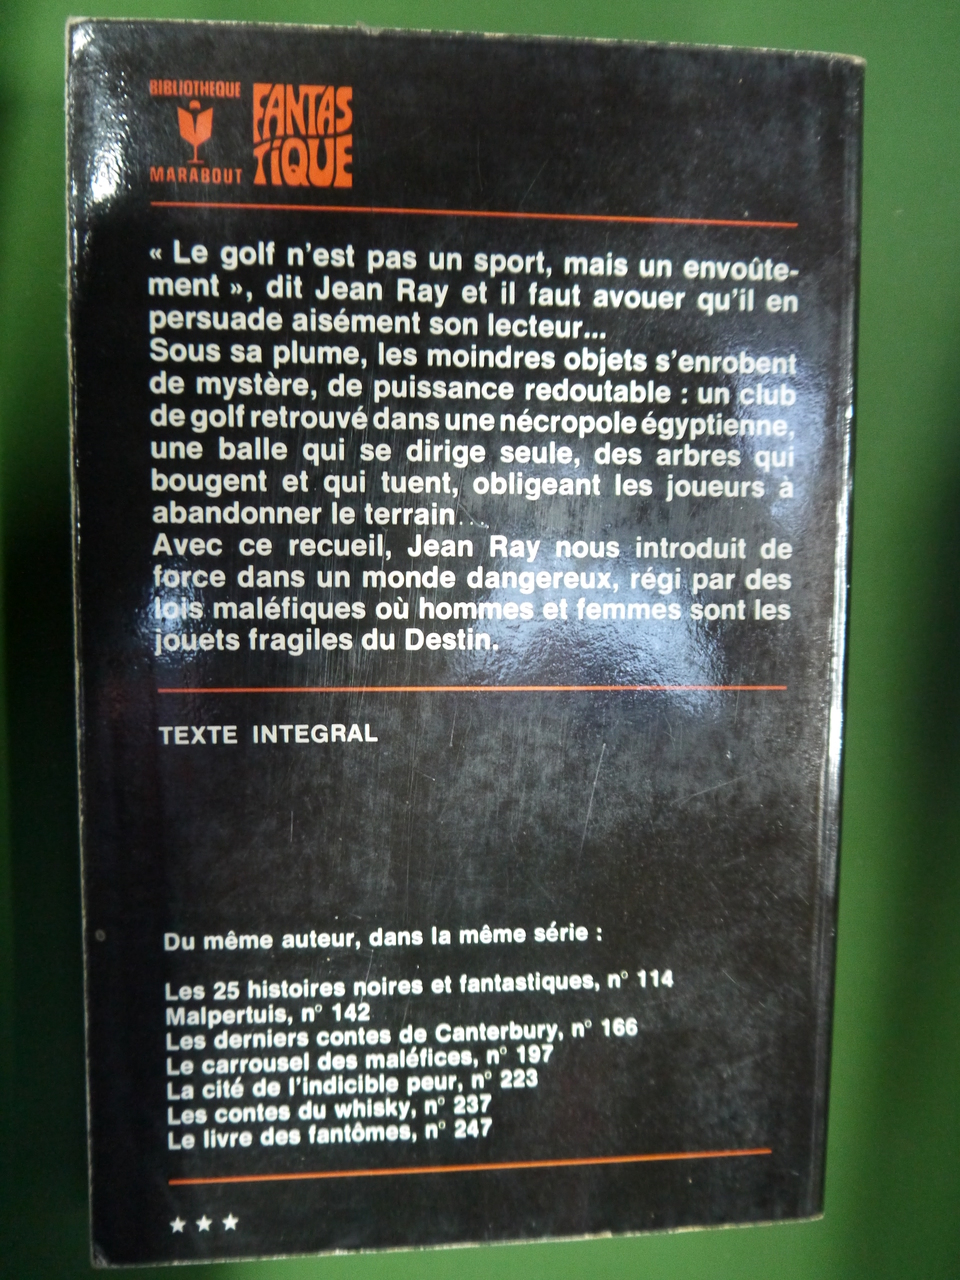 BIBLIOTHEQUE
MARABOUT
FANTAS
TIQUE
« Le golf n'est pas un sport, mais un envoûte-
ment », dit Jean Ray et il faut avouer qu'il en
persuade aisément son lecteur...
Sous sa plume, les moindres objets s'enrobent
de mystère, de puissance redoutable : un club
de golf retrouvé dans une nécropole égyptienne,
une balle qui se dirige seule, des arbres qui
bougent et qui tuent, obligeant les joueurs à
abandonner le terrain...
Avec ce recueil, Jean Ray nous introduit de
force dans un monde dangereux, régi par des
lois maléfiques où hommes et femmes sont les
jouets fragiles du Destin.
TEXTE INTEGRAL
Du même auteur, dans la même série :
Les 25 histoires noires et fantastiques, n° 114
Malpertuis, n° 142
Les derniers contes de Canterbury, n° 166
Le carrousel des maléfices, n° 197
La cité de l'indicible peur, n° 223
Les contes du whisky, n° 237
Le livre des fantômes, n° 247
★ ★ ★